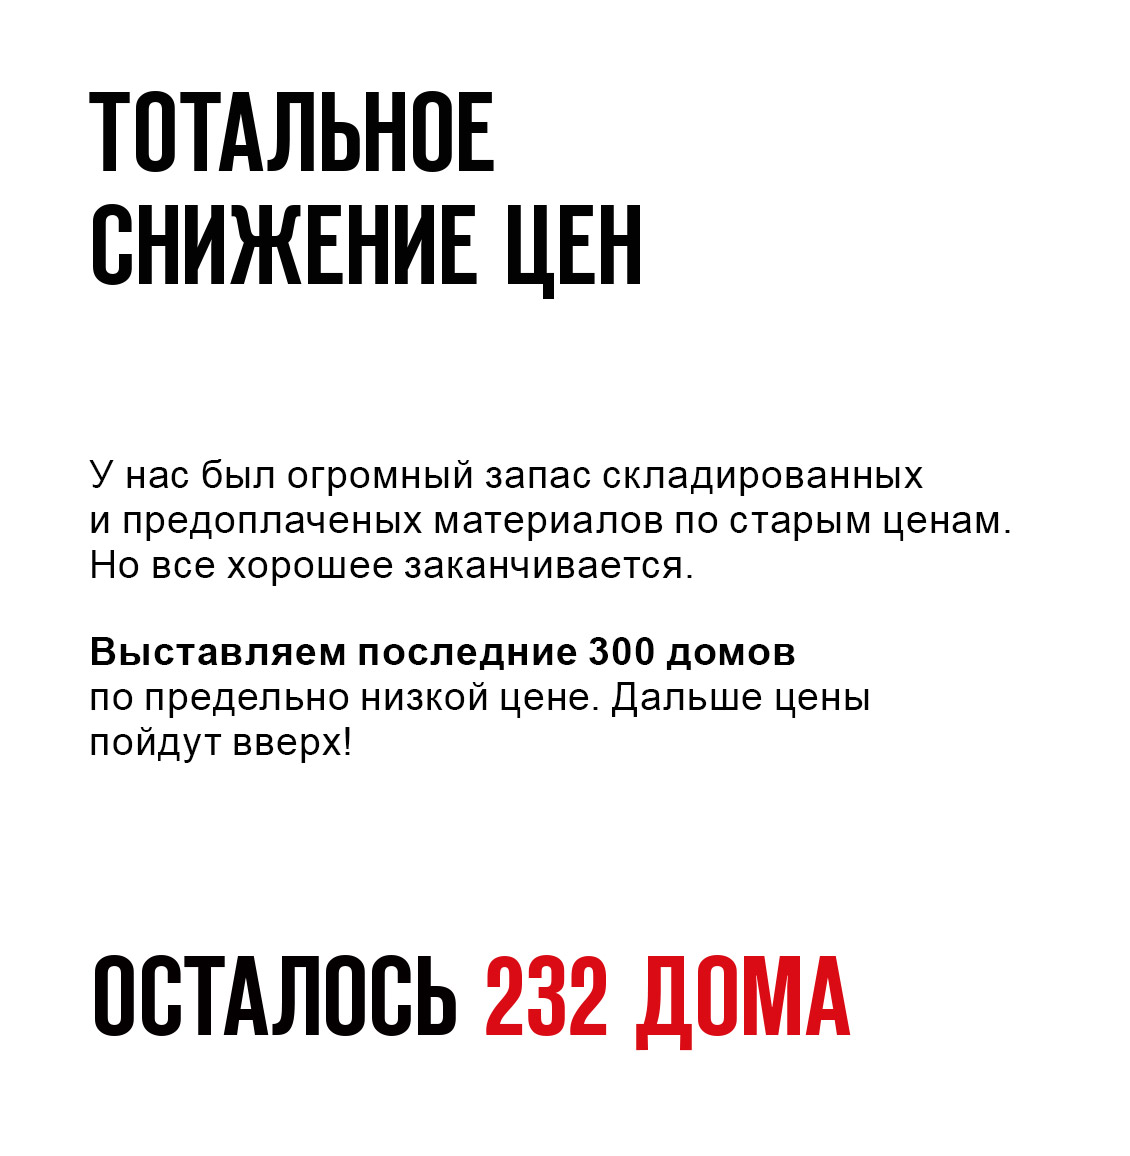 ТОТАЛЬНОЕ
СНИЖЕНИЕ ЦЕН
У нас был огромный запас складированных
и предоплаченых материалов по старым ценам.
Но все хорошее заканчивается.
Выставляем последние 300 домов
по предельно низкой цене. Дальше цены
пойдут вверх!
ОСТАЛОСЬ 232 ДОМА